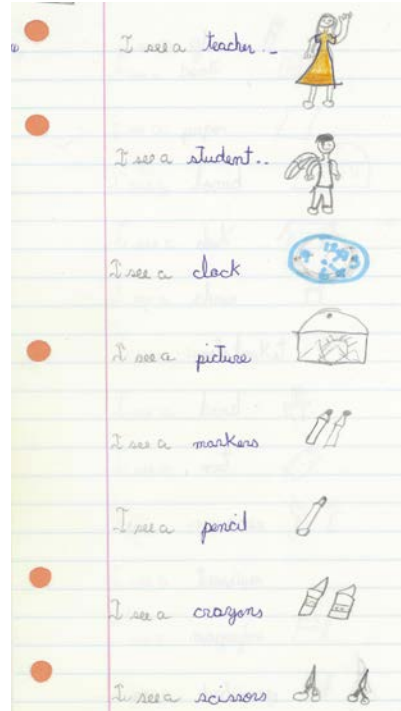 I see a teacher..
I see a student..
I see a clock
I see a picture
I see a markers
I see a pencil
I see a crayons
I see a scissors